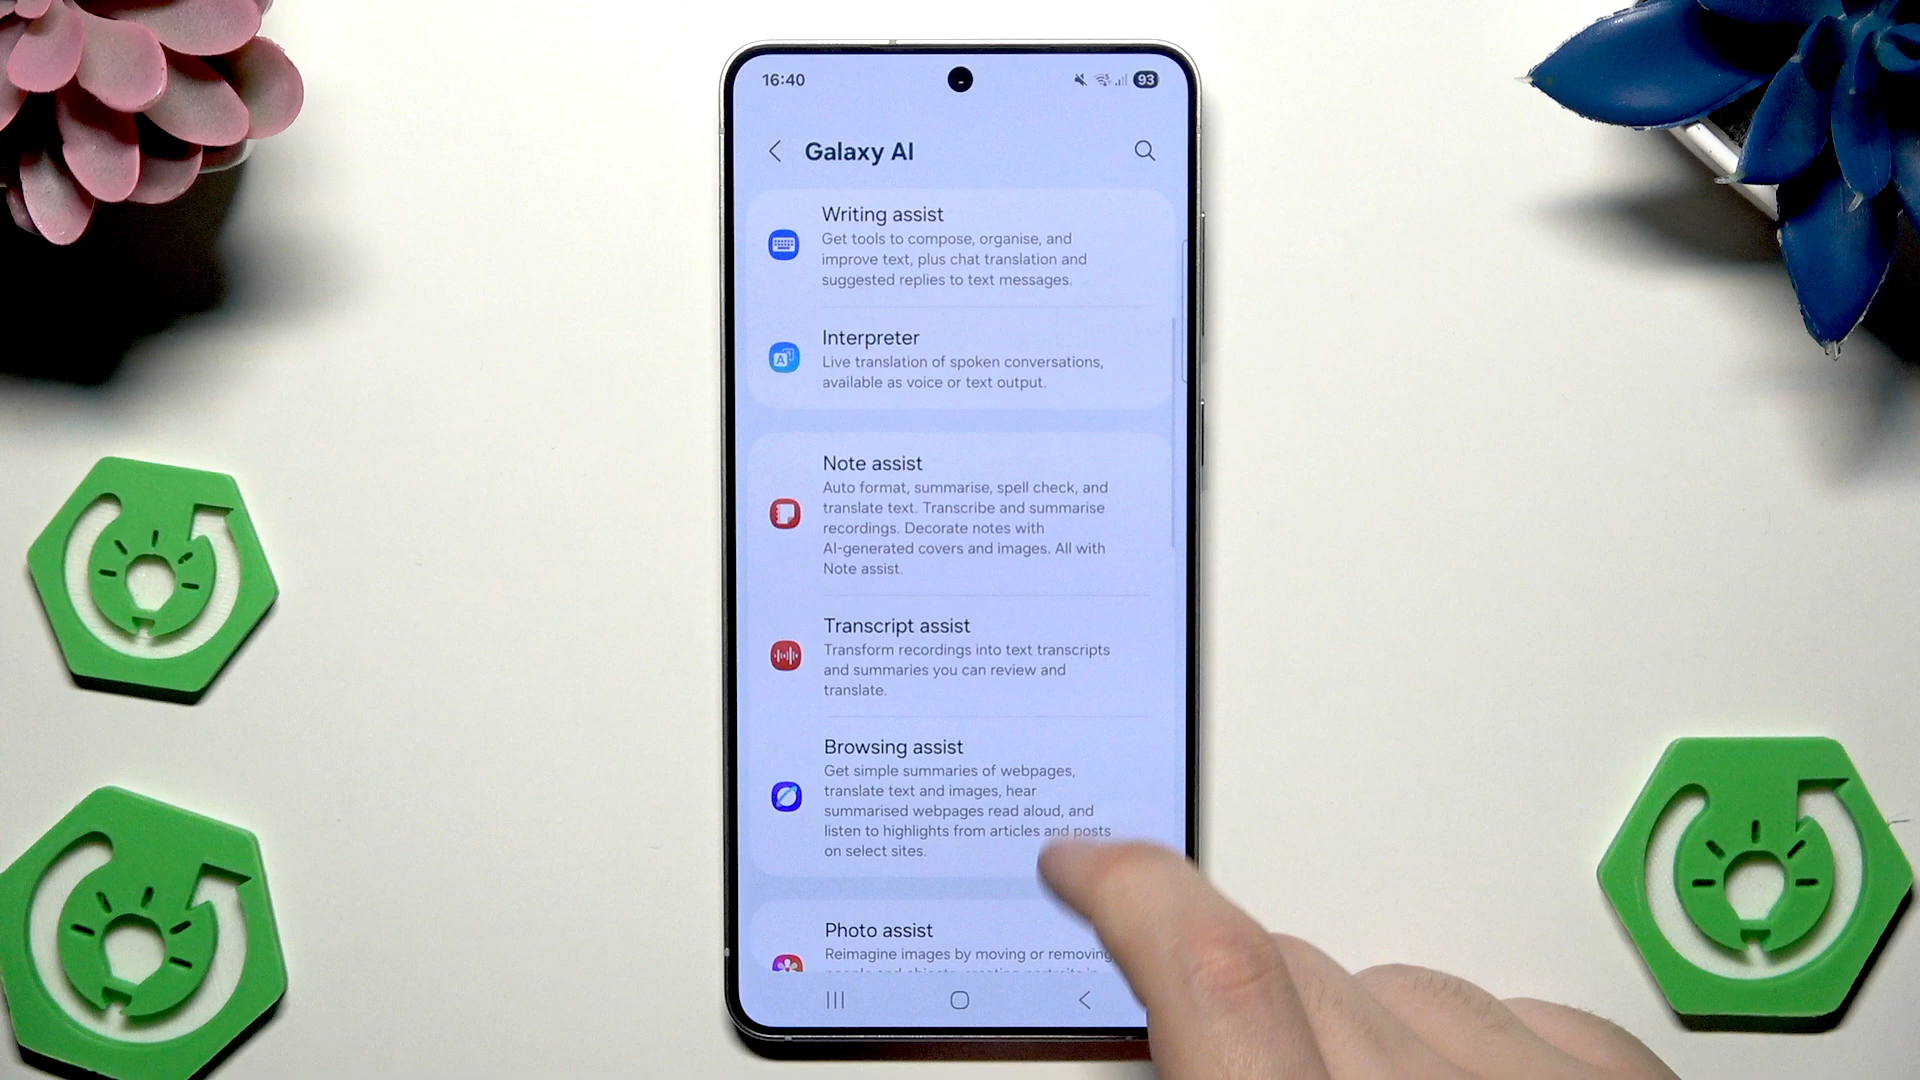 16:40
93
Galaxy AI
Writing assist
Get tools to compose, organise, and
improve text, plus chat translation and
suggested replies to text messages.
Interpreter
Live translation of spoken conversations,
available as voice or text output.
Note assist
Auto format, summarise, spell check, and
translate text. Transcribe and summarise
recordings. Decorate notes with
AI-generated covers and images. All with
Note assist.
Transcript assist
Transform recordings into text transcripts
and summaries you can review and
translate.
Browsing assist
Get simple summaries of webpages,
translate text and images, hear
summarised webpages read aloud, and
listen to highlights from articles and posts
on select sites.
Photo assist
Reimagine images by moving or removing